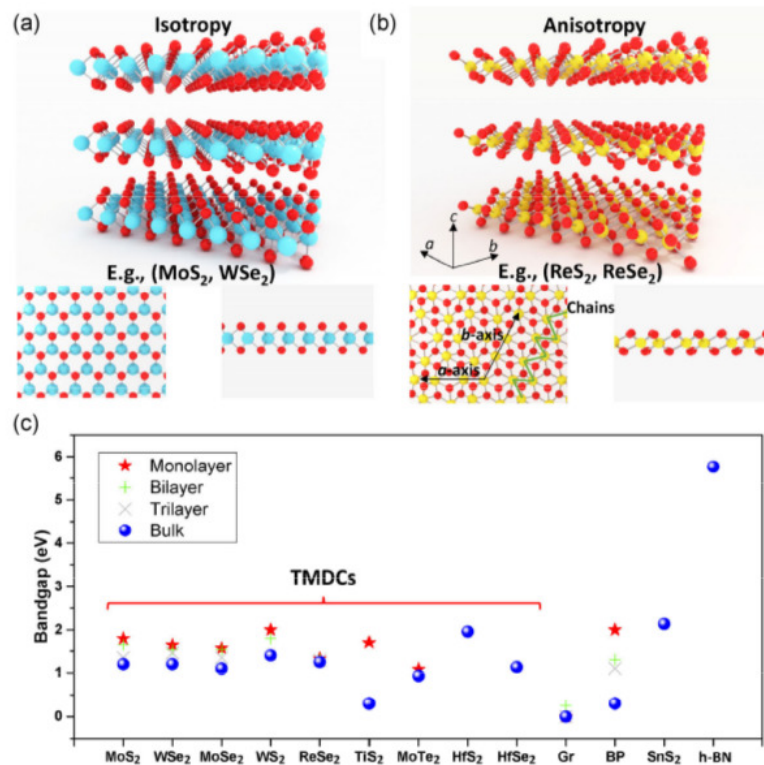 (a) Isotropy
(b) Anisotropy
E.g., (MoS₂, WSe₂)
c
a
b
E.g., (ReS₂, ReSe₂)
Chains
b-axis
a-axis
(c)
Bandgap (eV)
6
5
4
3
2
1
0
Monolayer
Bilayer
Trilayer
Bulk
TMDCs
MoS₂ WSe₂ MoSe₂ WS₂ ReSe₂ TiS₂ MoTe₂ HfS₂ HfSe₂ Gr BP SnS₂ h-BN